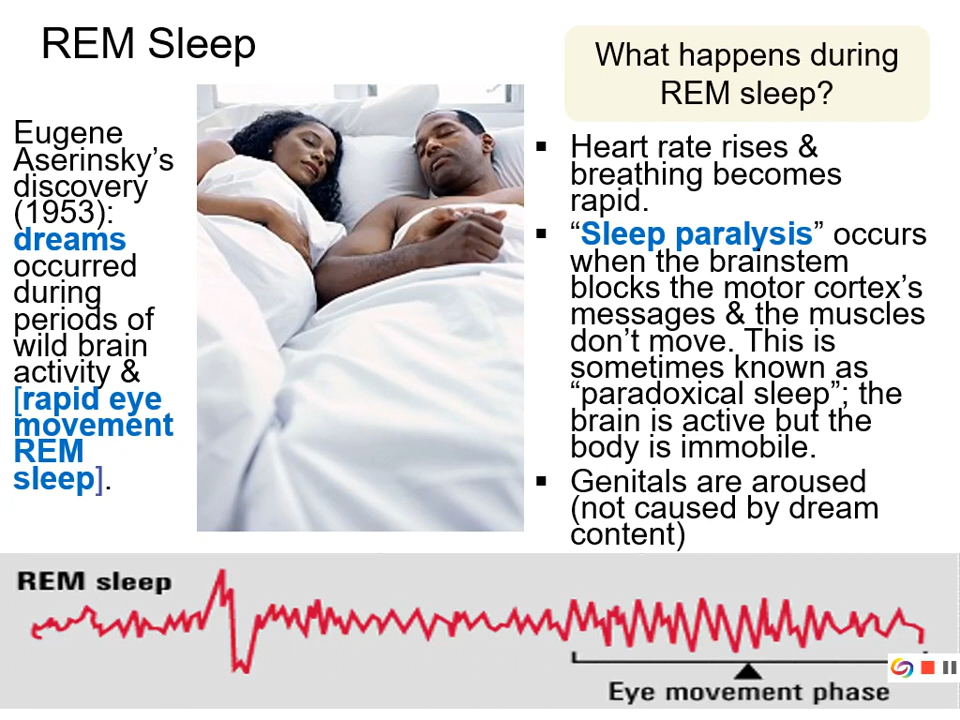 REM Sleep
What happens during
REM sleep?
Eugene
Aserinsky’s
discovery
(1953):
dreams
occurred
during
periods of
wild brain
activity &
[rapid eye
movement
REM
sleep].
▪ Heart rate rises &
breathing becomes
rapid.
▪ “Sleep paralysis” occurs
when the brainstem
blocks the motor cortex’s
messages & the muscles
don’t move. This is
sometimes known as
“paradoxical sleep”; the
brain is active but the
body is immobile.
▪ Genitals are aroused
(not caused by dream
content)
REM sleep
Eye movement phase